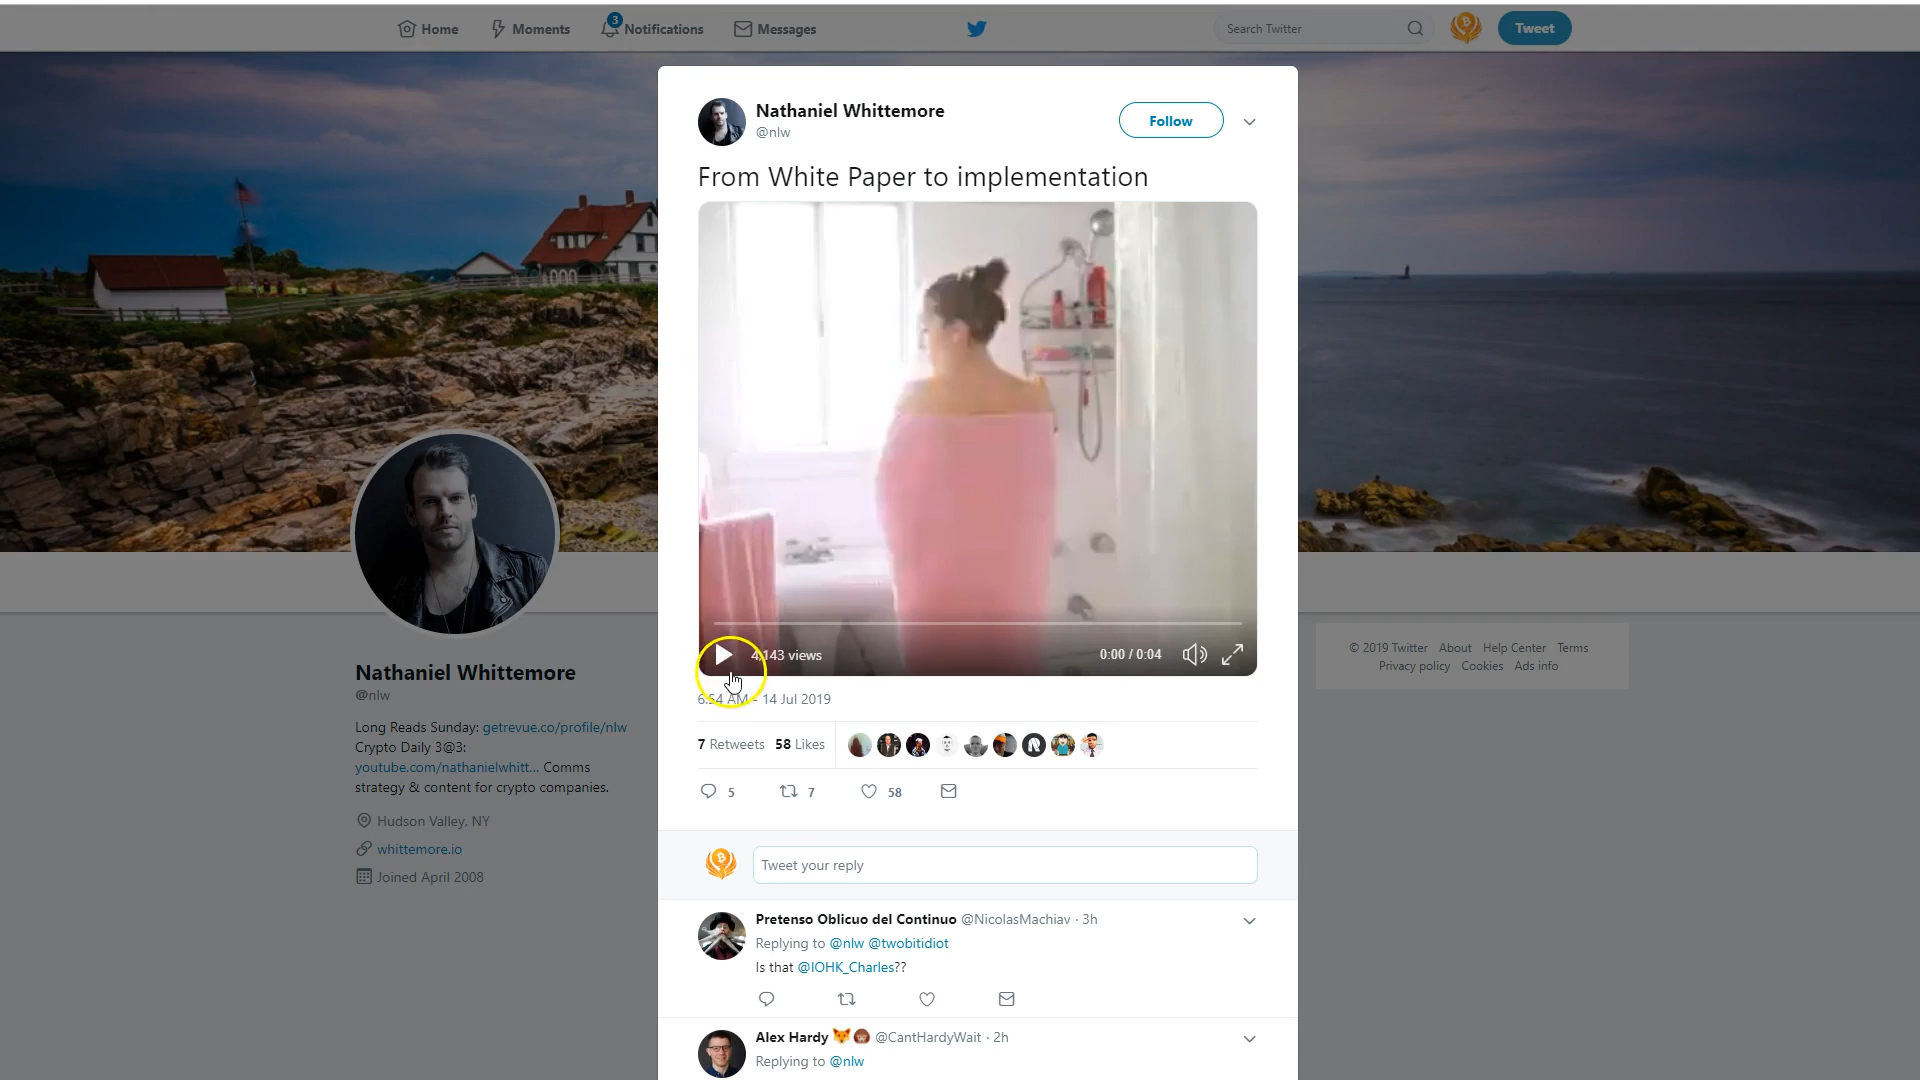 Home
Moments
3
Notifications
Messages
Search Twitter
Tweet
Nathaniel Whittemore
@nlw
Follow
From White Paper to implementation
4,143 views
0:00 / 0:04
6:54 AM - 14 Jul 2019
7 Retweets 58 Likes
5
7
58
Tweet your reply
Pretenso Oblicuo del Continuo @NicolasMachiav · 3h
Replying to @nlw @twobitidiot
Is that @IOHK_Charles??
Alex Hardy @CantHardyWait · 2h
Replying to @nlw
Nathaniel Whittemore
@nlw
Long Reads Sunday: getrevue.co/profile/nlw
Crypto Daily 3@3:
youtube.com/nathanielwhitt... Comms
strategy & content for crypto companies.
Hudson Valley, NY
whittemore.io
Joined April 2008
© 2019 Twitter About Help Center Terms
Privacy policy Cookies Ads info